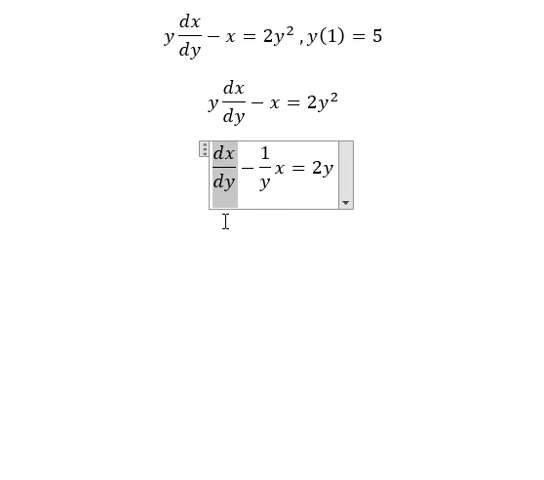 y dx/dy − x = 2y² , y(1) = 5
y dx/dy − x = 2y²
dx/dy − 1/y x = 2y